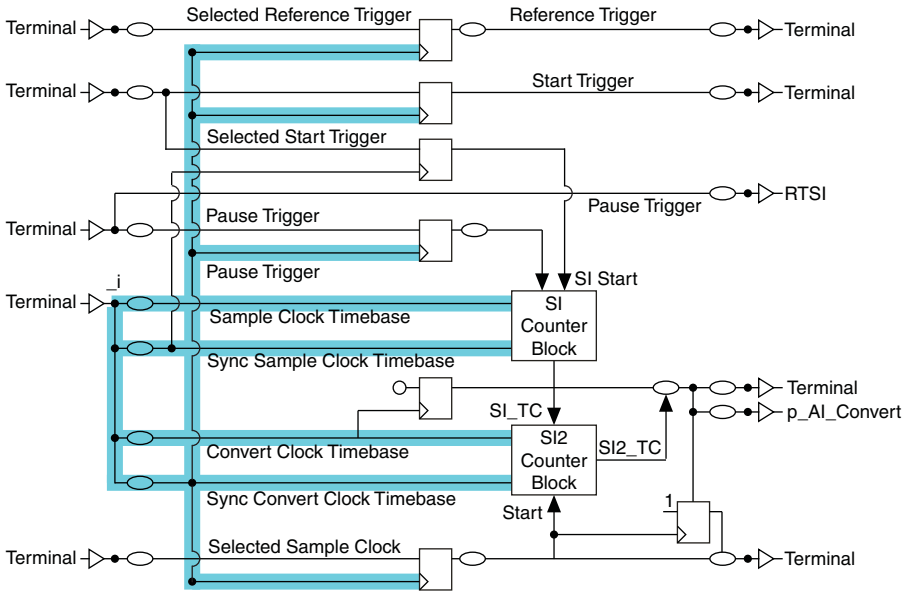 Selected Reference Trigger
Reference Trigger
Terminal
Terminal
Terminal
Start Trigger
Terminal
Selected Start Trigger
RTSI
Pause Trigger
Pause Trigger
Terminal
Pause Trigger
SI Start
_i
Terminal
SI
Counter
Block
Sample Clock Timebase
Sync Sample Clock Timebase
Terminal
SI_TC
p_AI_Convert
SI2
Counter
Block
SI2_TC
Convert Clock Timebase
Sync Convert Clock Timebase
Start
1
Selected Sample Clock
Terminal
Terminal